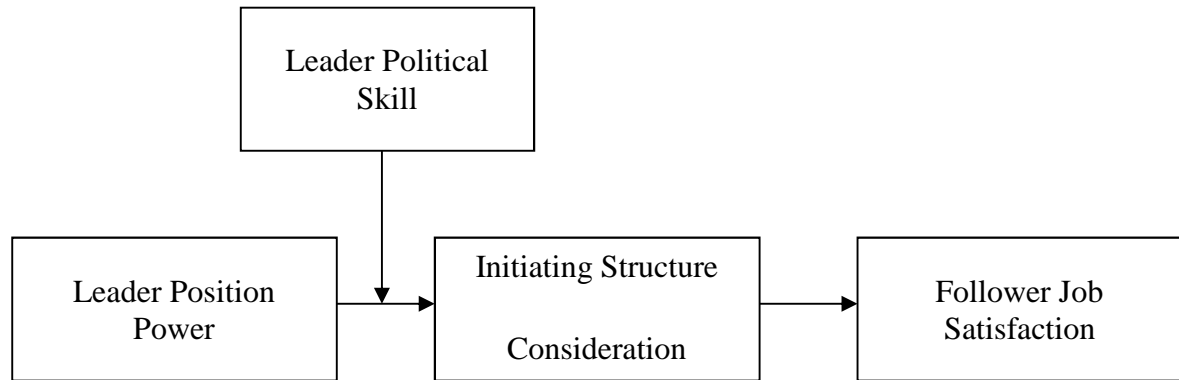 Leader Political
Skill
Leader Position
Power
Initiating Structure
Consideration
Follower Job
Satisfaction